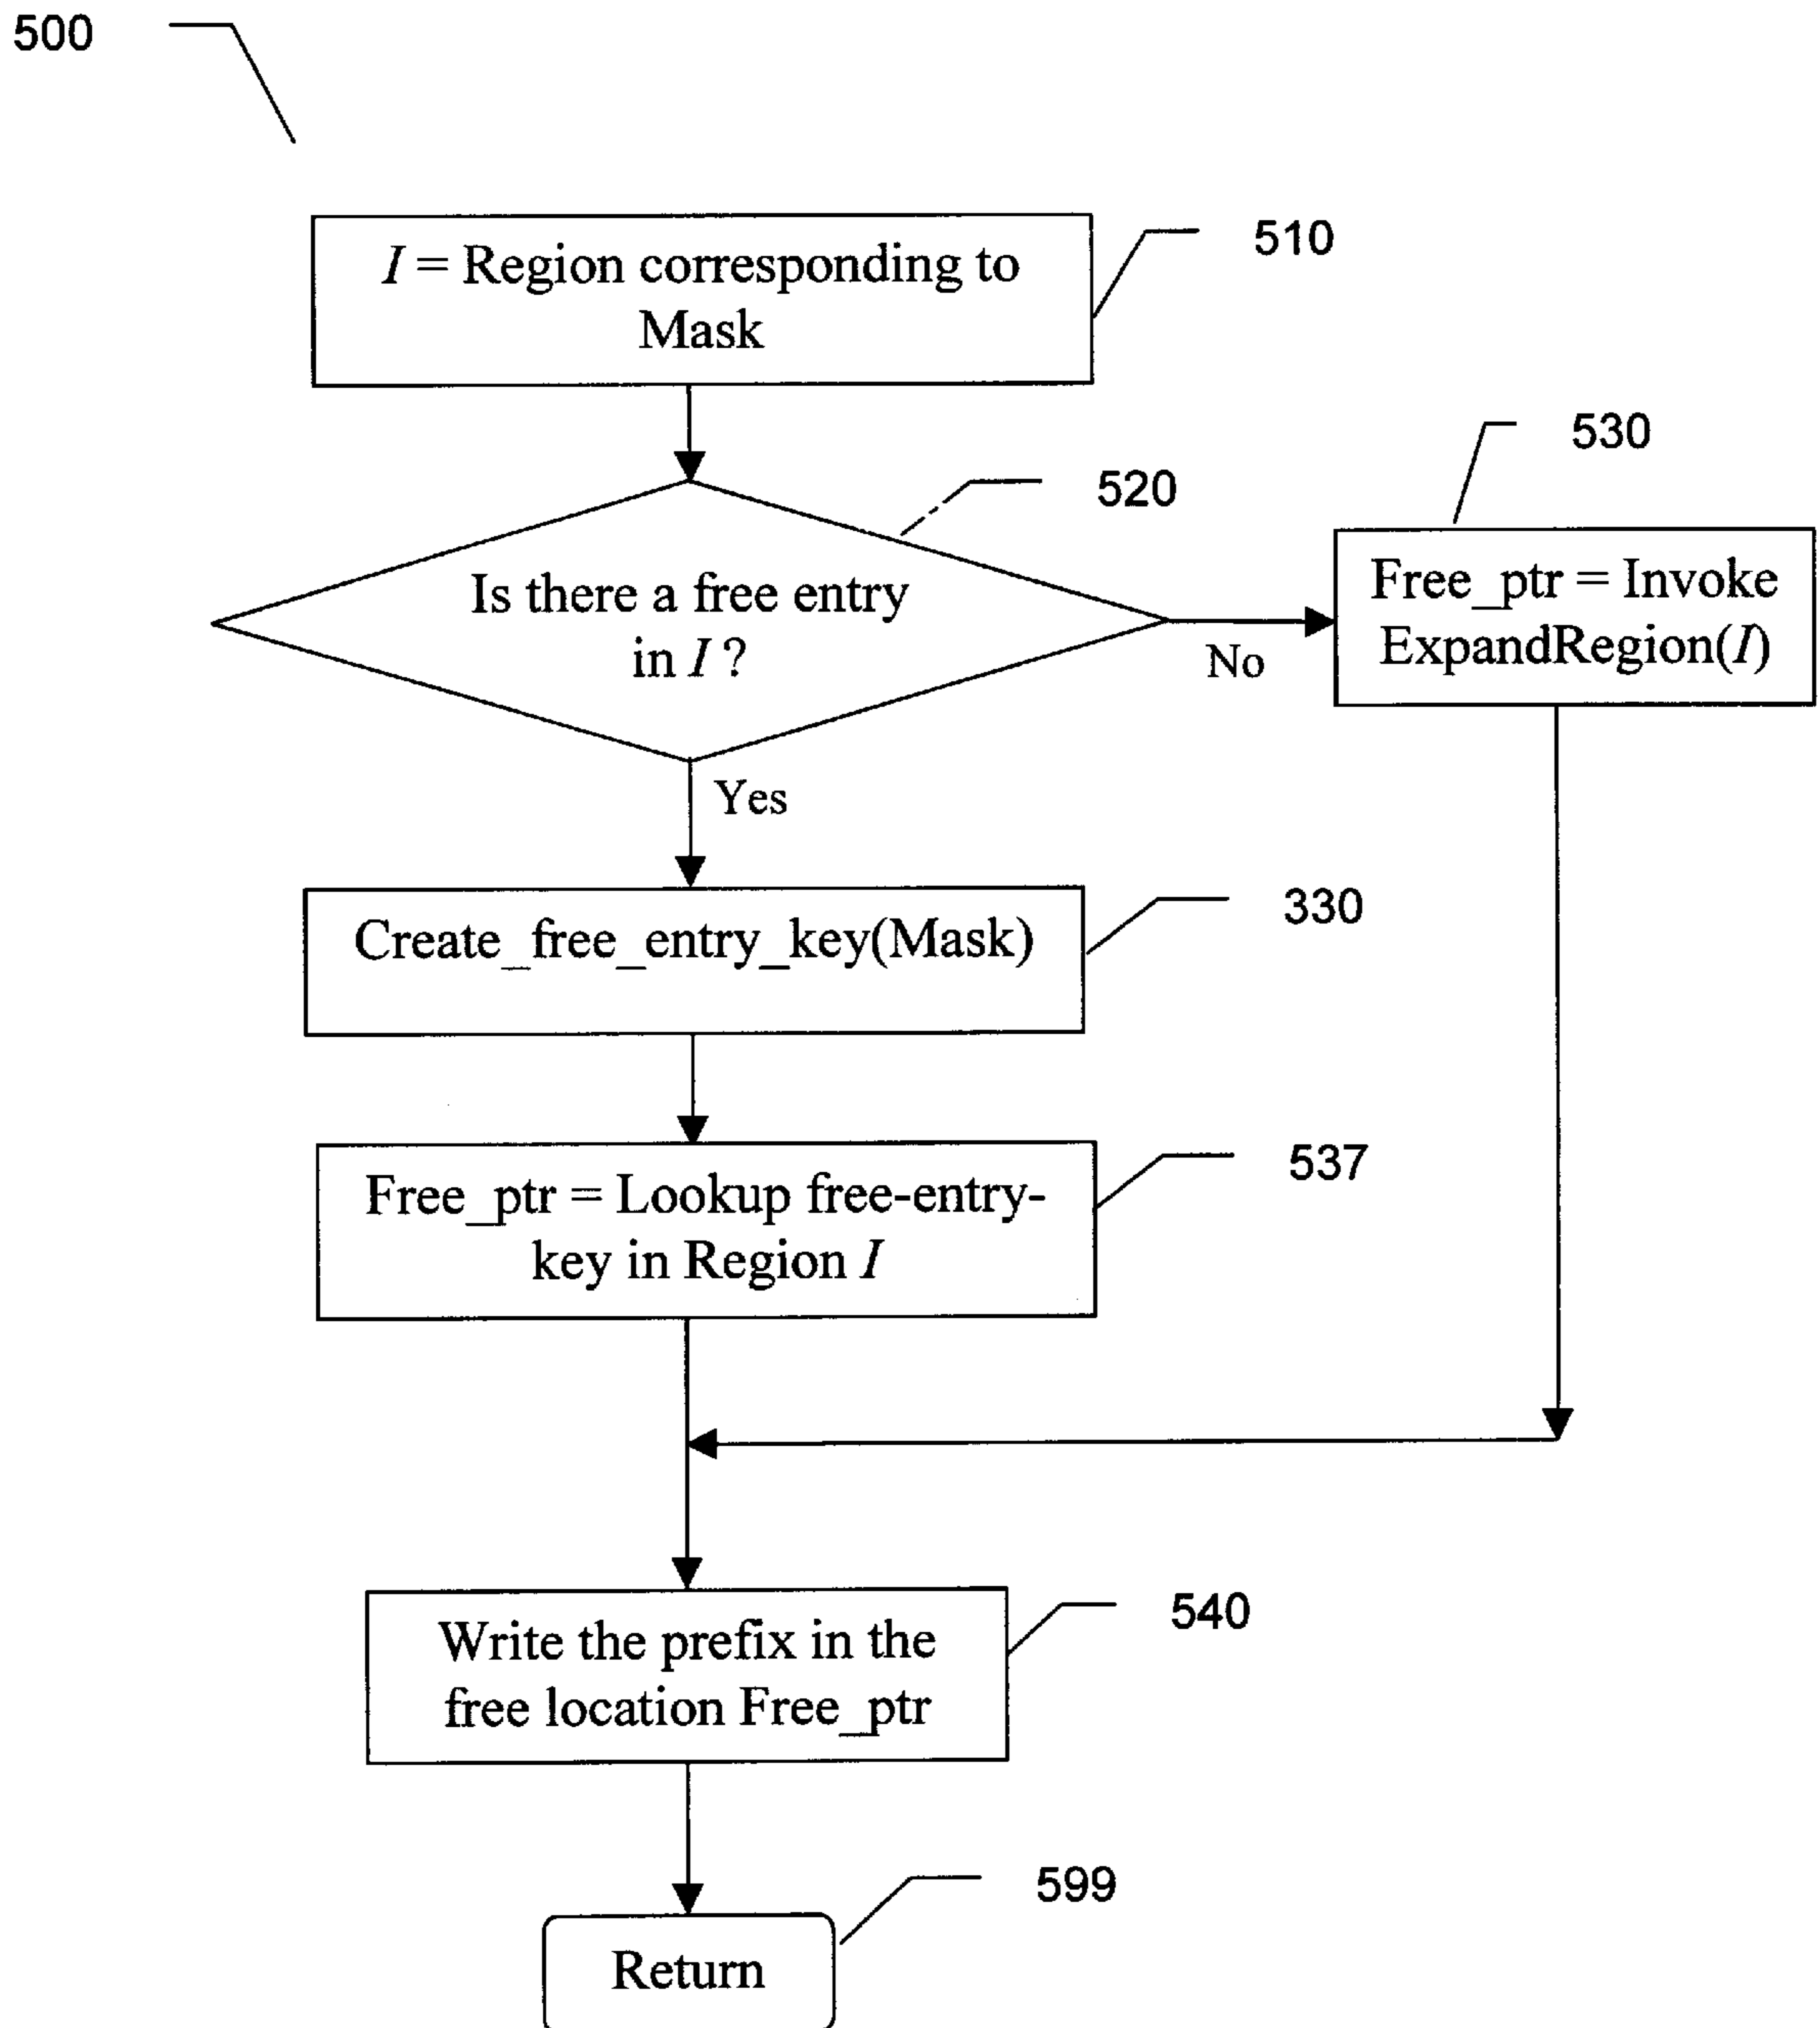 500
I = Region corresponding to
Mask
510
520
530
Is there a free entry
in I ?
No
Free_ptr = Invoke
ExpandRegion(I)
Yes
Create_free_entry_key(Mask)
330
Free_ptr = Lookup free-entry-
key in Region I
537
Write the prefix in the
free location Free_ptr
540
Return
599